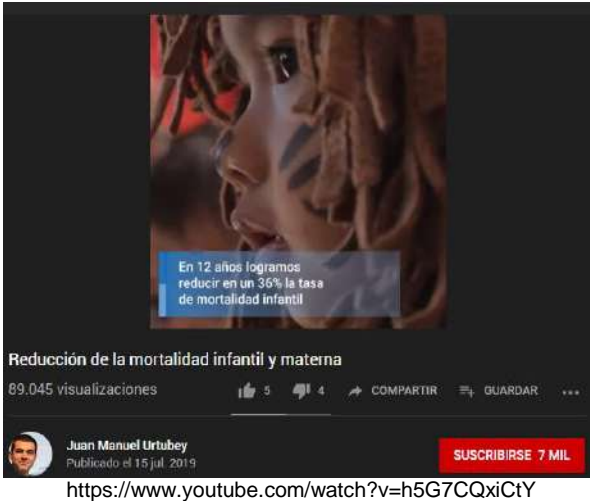 En 12 años logramos
reducir en un 36% la tasa
de mortalidad infantil
Reducción de la mortalidad infantil y materna
89.045 visualizaciones 5 4 COMPARTIR GUARDAR
Juan Manuel Urtubey
Publicado el 15 jul. 2019
SUSCRIBIRSE 7 MIL
https://www.youtube.com/watch?v=h5G7CQxiCtY